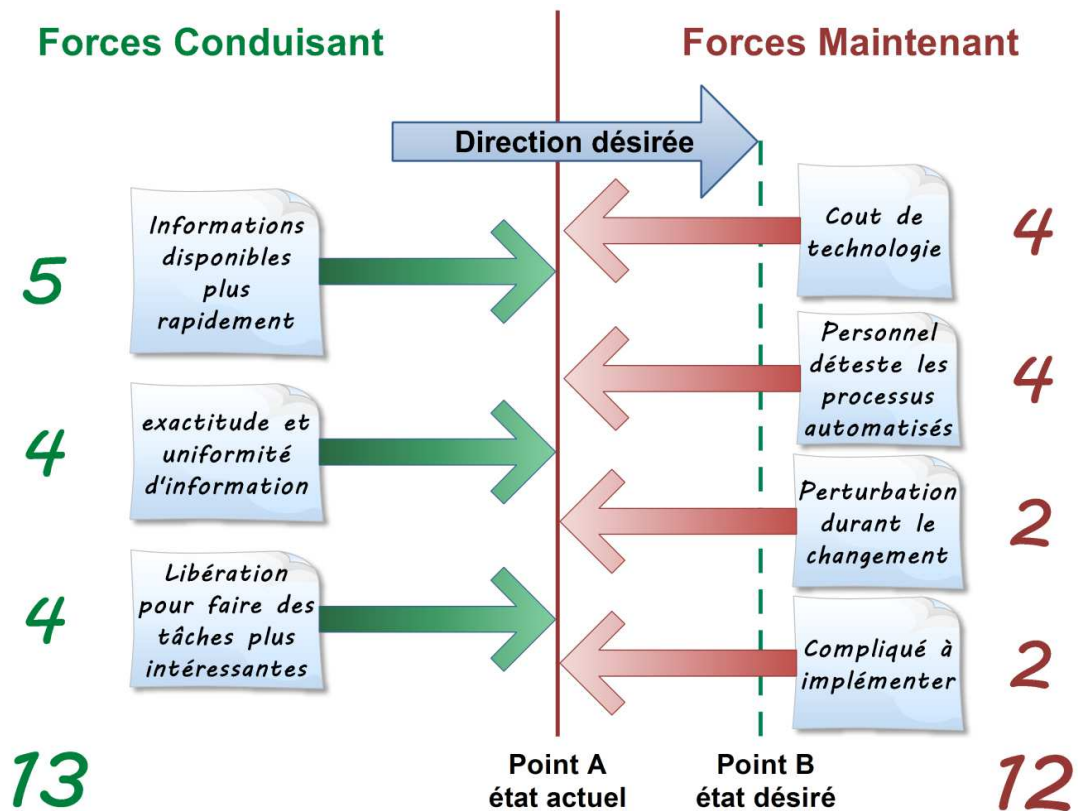 Forces Conduisant
Forces Maintenant
Direction désirée
5
Informations
disponibles
plus
rapidement
4
exactitude et
uniformité
d'information
4
Libération
pour faire des
tâches plus
intéressantes
13
Cout de
technologie
4
Personnel
déteste les
processus
automatisés
4
Perturbation
durant le
changement
2
Compliqué à
implémenter
2
12
Point A
état actuel
Point B
état désiré